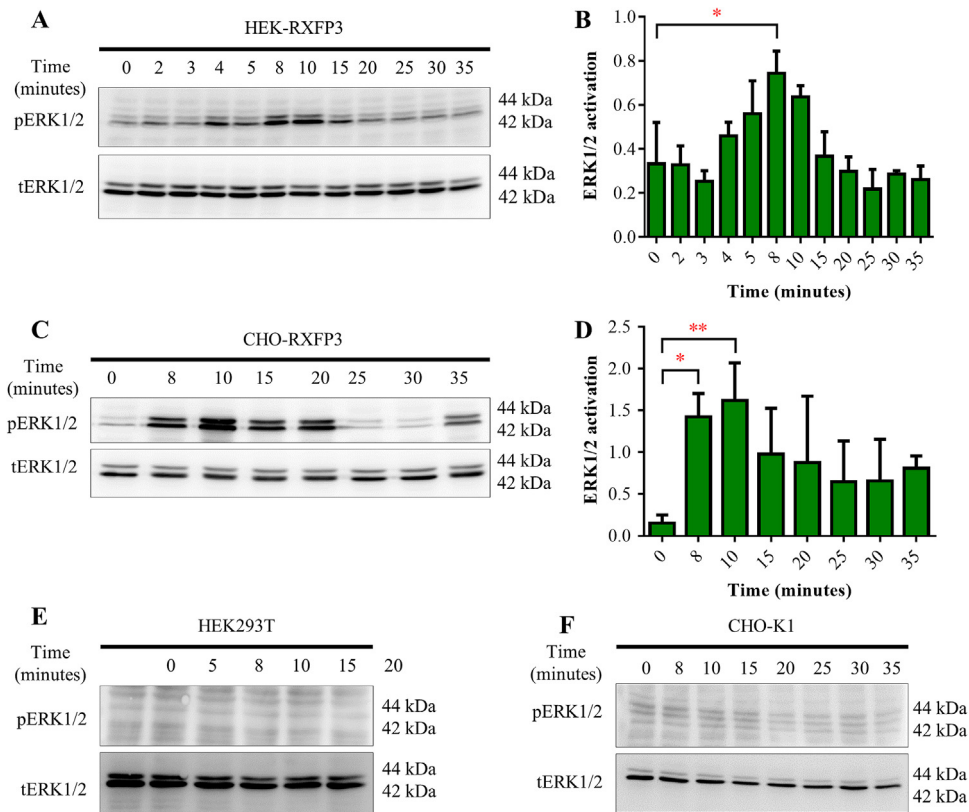 A
HEK-RXFP3
Time
(minutes)
0 2 3 4 5 8 10 15 20 25 30 35
pERK1/2
44 kDa
42 kDa
tERK1/2
44 kDa
42 kDa
B
*
ERK1/2 activation
1.0
0.8
0.6
0.4
0.2
0.0
0 2 3 4 5 8 10 15 20 25 30 35
Time (minutes)
C
CHO-RXFP3
Time
(minutes)
0 8 10 15 20 25 30 35
pERK1/2
44 kDa
42 kDa
tERK1/2
44 kDa
42 kDa
D
**
*
ERK1/2 activation
2.5
2.0
1.5
1.0
0.5
0.0
0 8 10 15 20 25 30 35
Time (minutes)
E
HEK293T
Time
(minutes)
0 5 8 10 15 20
pERK1/2
44 kDa
42 kDa
tERK1/2
44 kDa
42 kDa
F
CHO-K1
Time
(minutes)
0 8 10 15 20 25 30 35
pERK1/2
44 kDa
42 kDa
tERK1/2
44 kDa
42 kDa